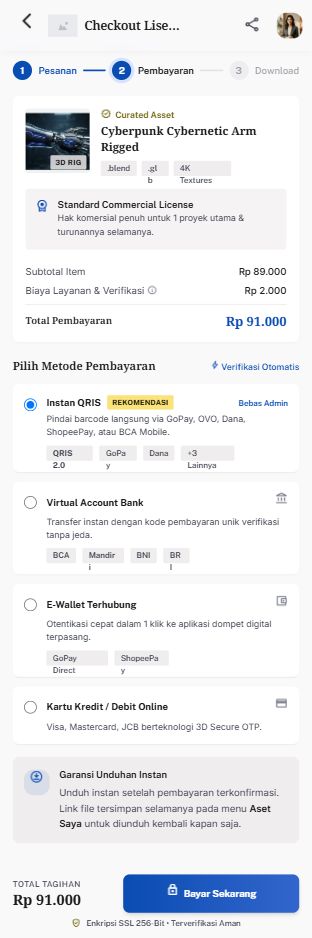 Checkout Lise...
1 Pesanan 2 Pembayaran 3 Download
Curated Asset
Cyberpunk Cybernetic Arm
Rigged
3D RIG
.blend .gl 4K
b Textures
Standard Commercial License
Hak komersial penuh untuk 1 proyek utama &
turunannya selamanya.
Subtotal Item Rp 89.000
Biaya Layanan & Verifikasi Rp 2.000
Total Pembayaran Rp 91.000
Pilih Metode Pembayaran Verifikasi Otomatis
Instan QRIS REKOMENDASI Bebas Admin
Pindai barcode langsung via GoPay, OVO, Dana,
ShopeePay, atau BCA Mobile.
QRIS GoPa Dana +3
2.0 y Lainnya
Virtual Account Bank
Transfer instan dengan kode pembayaran unik verifikasi
tanpa jeda.
BCA Mandir BNI BR
i I
E-Wallet Terhubung
Otentikasi cepat dalam 1 klik ke aplikasi dompet digital
terpasang.
GoPay ShopeePa
Direct y
Kartu Kredit / Debit Online
Visa, Mastercard, JCB berteknologi 3D Secure OTP.
Garansi Unduhan Instan
Unduh instan setelah pembayaran terkonfirmasi.
Link file tersimpan selamanya pada menu Aset
Saya untuk diunduh kembali kapan saja.
TOTAL TAGIHAN
Rp 91.000
Bayar Sekarang
Enkripsi SSL 256-Bit • Terverifikasi Aman